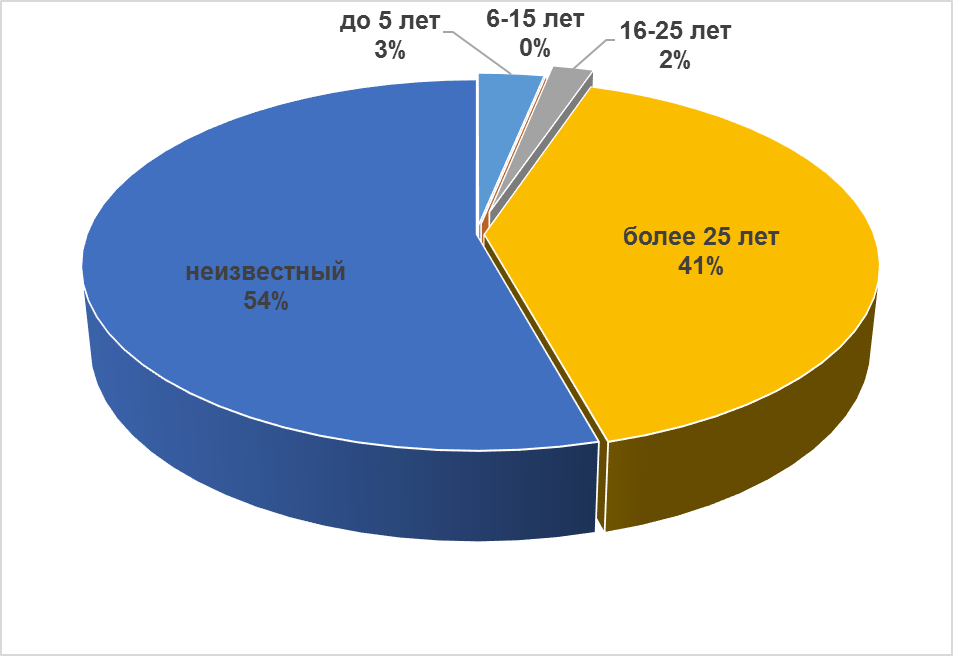 до 5 лет
3%
6-15 лет
0%
16-25 лет
2%
более 25 лет
41%
неизвестный
54%